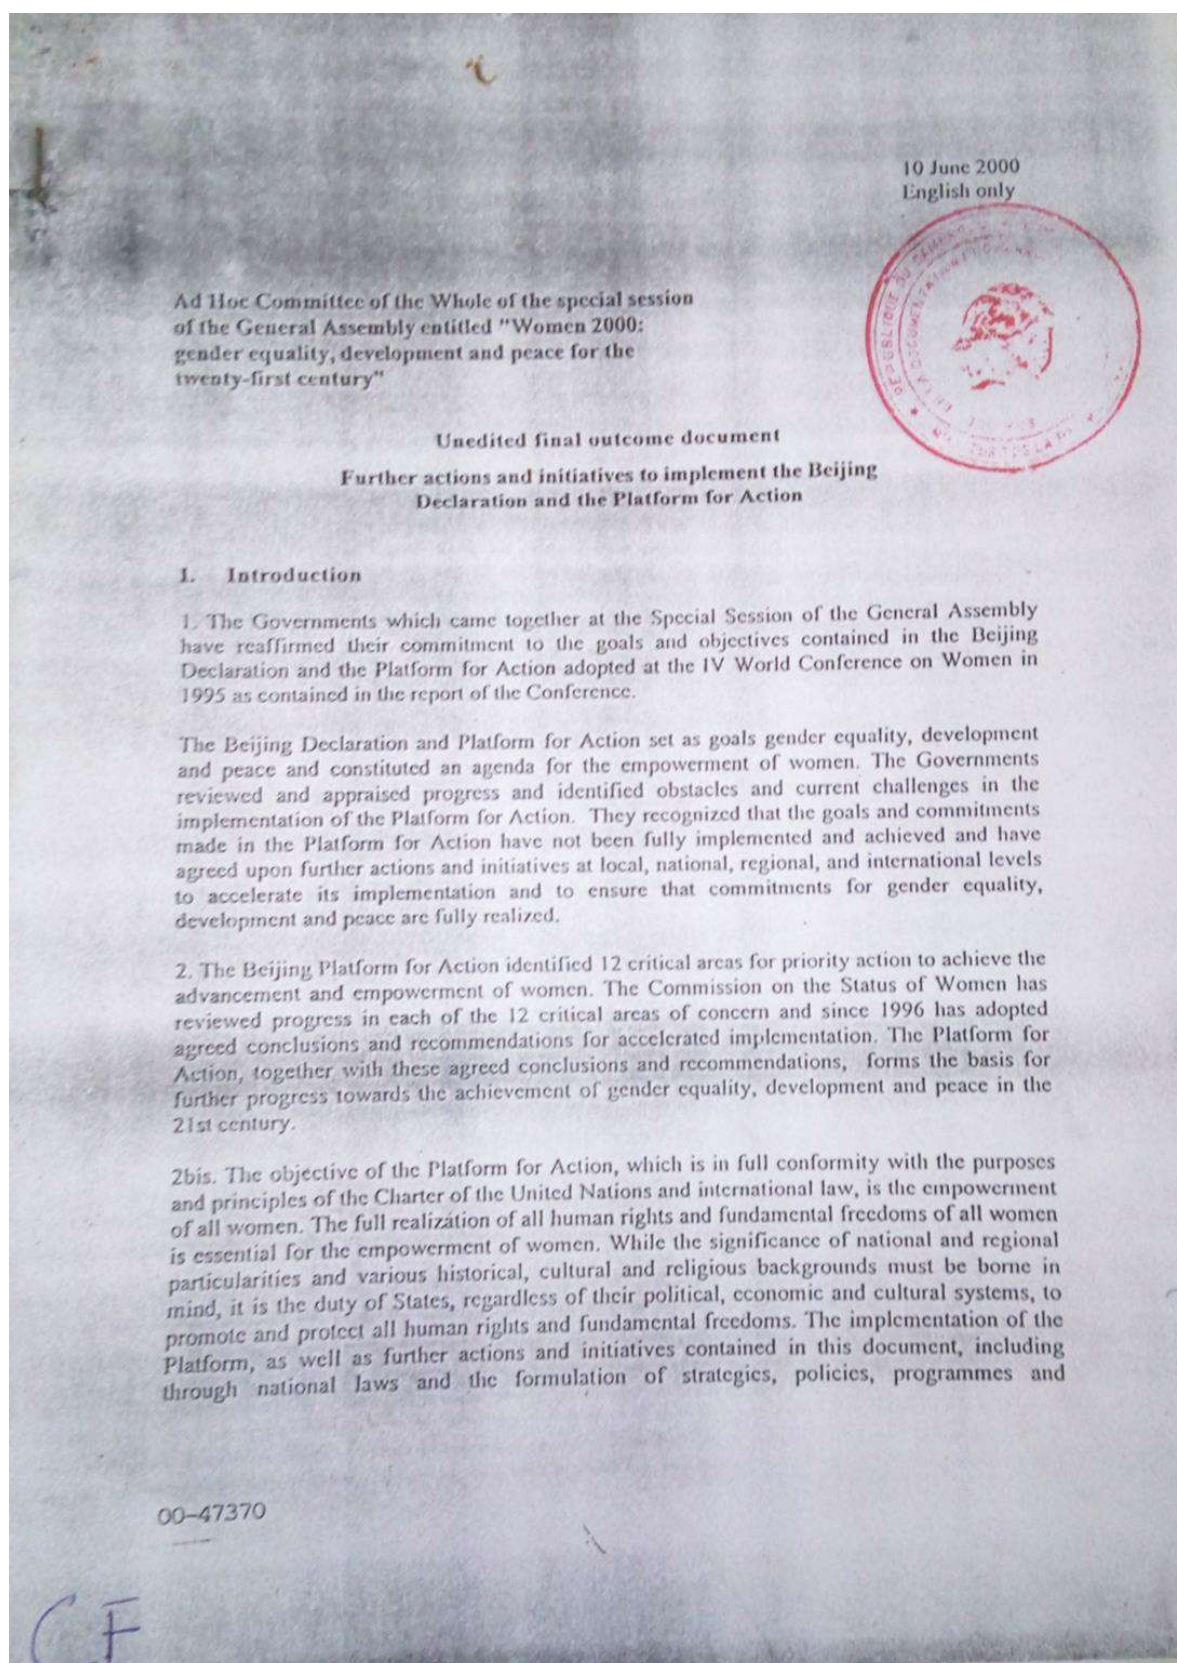 10 June 2000
English only
REPUBLIQUE DU
DOCUMENTATION
Ad Hoc Committee of the Whole of the special session
of the General Assembly entitled "Women 2000:
gender equality, development and peace for the
twenty-first century"
Unedited final outcome document
Further actions and initiatives to implement the Beijing
Declaration and the Platform for Action
1. Introduction
1. The Governments which came together at the Special Session of the General Assembly
have reaffirmed their commitment to the goals and objectives contained in the Beijing
Declaration and the Platform for Action adopted at the IV World Conference on Women in
1995 as contained in the report of the Conference.
The Beijing Declaration and Platform for Action set as goals gender equality, development
and peace and constituted an agenda for the empowerment of women. The Governments
reviewed and appraised progress and identified obstacles and current challenges in the
implementation of the Platform for Action. They recognized that the goals and commitments
made in the Platform for Action have not been fully implemented and achieved and have
agreed upon further actions and initiatives at local, national, regional, and international levels
to accelerate its implementation and to ensure that commitments for gender equality,
development and peace are fully realized.
2. The Beijing Platform for Action identified 12 critical areas for priority action to achieve the
advancement and empowerment of women. The Commission on the Status of Women has
reviewed progress in each of the 12 critical areas of concern and since 1996 has adopted
agreed conclusions and recommendations for accelerated implementation. The Platform for
Action, together with these agreed conclusions and recommendations, forms the basis for
further progress towards the achievement of gender equality, development and peace in the
21st century.
2bis. The objective of the Platform for Action, which is in full conformity with the purposes
and principles of the Charter of the United Nations and international law, is the empowerment
of all women. The full realization of all human rights and fundamental freedoms of all women
is essential for the empowerment of women. While the significance of national and regional
particularities and various historical, cultural and religious backgrounds must be borne in
mind, it is the duty of States, regardless of their political, economic and cultural systems, to
promote and protect all human rights and fundamental freedoms. The implementation of the
Platform, as well as further actions and initiatives contained in this document, including
through national laws and the formulation of strategies, policies, programmes and
00-47370
CF